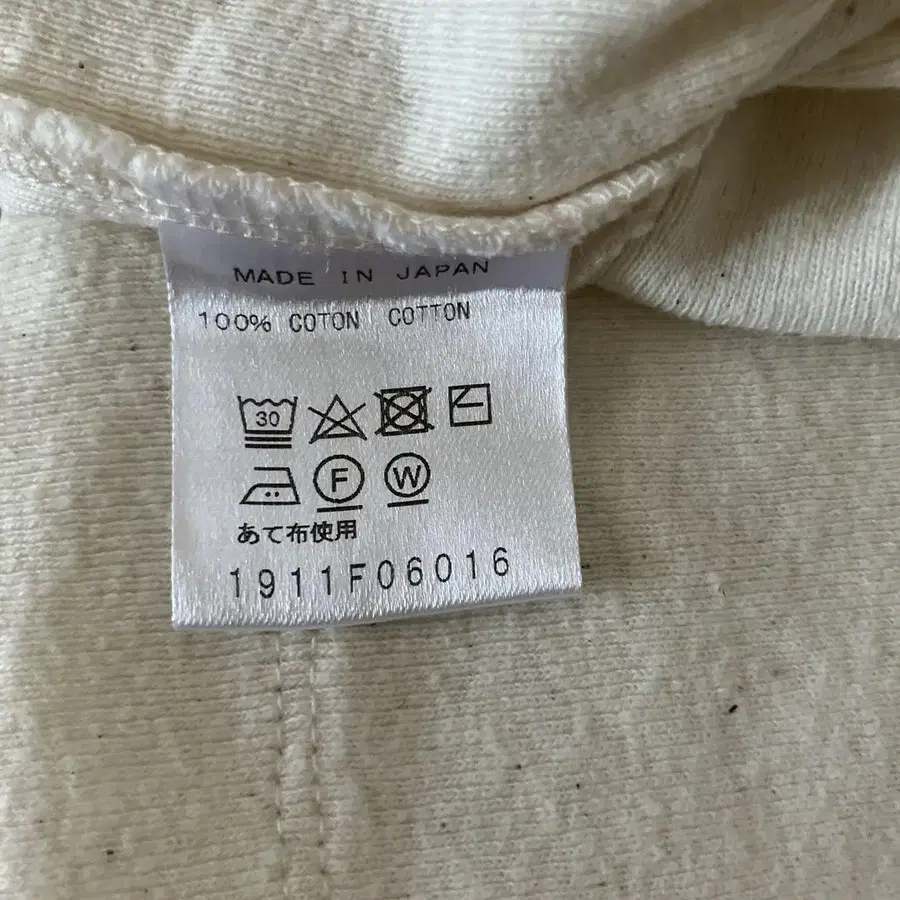 MADE IN JAPAN
100% COTON COTTON
30
F W
あて布使用
1911F06016